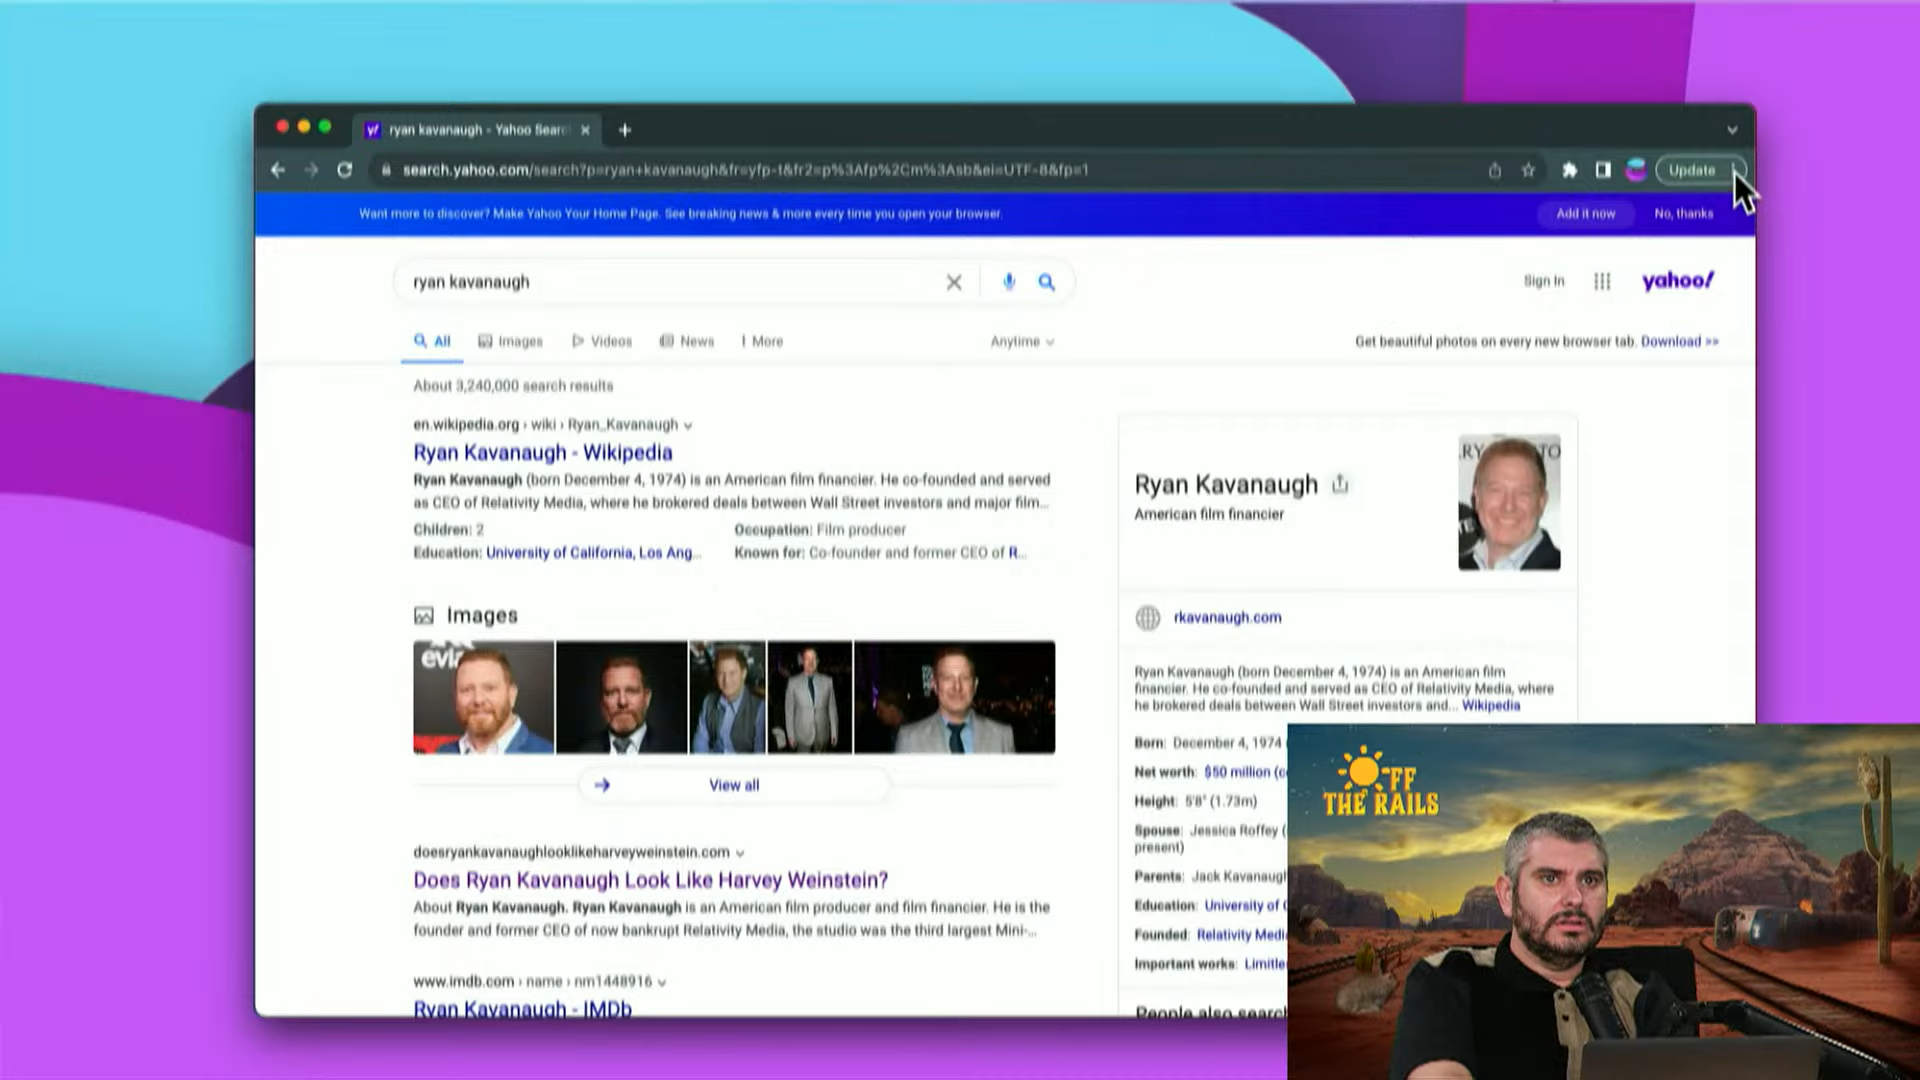 ryan kavanaugh - Yahoo Sear
search.yahoo.com/search?p=ryan+kavanaugh&fr=yfp-t&fr2=p%3Afp%2Cm%3Asb&ei=UTF-8&fp=1
Update
Want more to discover? Make Yahoo Your Home Page. See breaking news & more every time you open your browser.
Add it now
No, thanks
ryan kavanaugh
Sign In
yahoo!
All
Images
Videos
News
More
Anytime
Get beautiful photos on every new browser tab. Download >>
About 3,240,000 search results
en.wikipedia.org › wiki › Ryan_Kavanaugh
Ryan Kavanaugh - Wikipedia
Ryan Kavanaugh (born December 4, 1974) is an American film financier. He co-founded and served
as CEO of Relativity Media, where he brokered deals between Wall Street investors and major film...
Children: 2
Occupation: Film producer
Education: University of California, Los Ang...
Known for: Co-founder and former CEO of R...
Images
evia
View all
doesryankavanaughlooklikeharveyweinstein.com
Does Ryan Kavanaugh Look Like Harvey Weinstein?
About Ryan Kavanaugh. Ryan Kavanaugh is an American film producer and film financier. He is the
founder and former CEO of now bankrupt Relativity Media, the studio was the third largest Mini-...
www.imdb.com › name › nm1448916
Ryan Kavanaugh - IMDb
Ryan Kavanaugh
American film financier
rkavanaugh.com
Ryan Kavanaugh (born December 4, 1974) is an American film
financier. He co-founded and served as CEO of Relativity Media, where
he brokered deals between Wall Street investors and... Wikipedia
Born: December 4, 1974
Net worth: $50 million
Height: 5'8" (1.73m)
Spouse: Jessica Roffey (
present)
Parents: Jack Kavanaugh
Education: University of
Founded: Relativity Medi
Important works: Limitle
People also search
OFF
THE RAILS